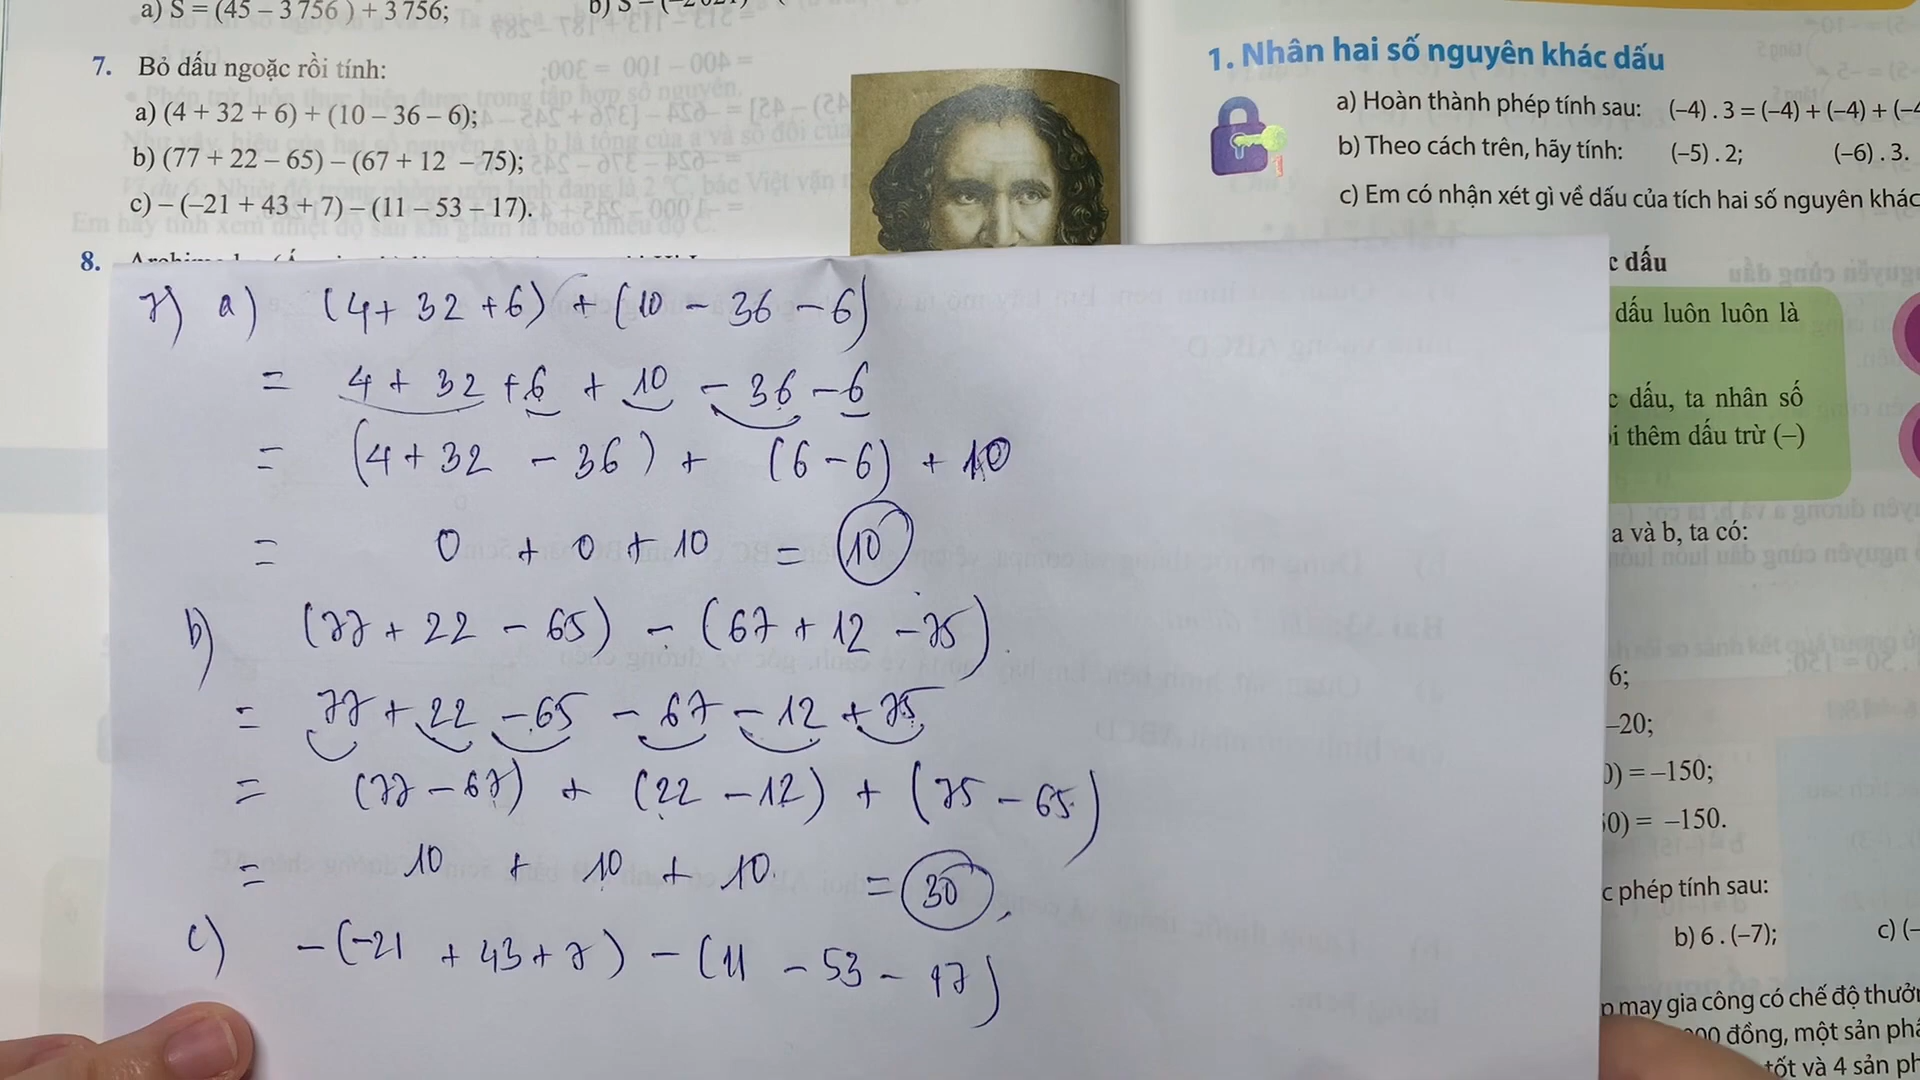 a) S = (45 – 3 756 ) + 3 756;
7. Bỏ dấu ngoặc rồi tính:
a) (4 + 32 + 6) + (10 – 36 – 6);
b) (77 + 22 – 65) – (67 + 12 – 75);
c) – (–21 + 43 + 7) – (11 – 53 – 17).
8.
7) a) (4 + 32 + 6) + (10 – 36 – 6)
= 4 + 32 + 6 + 10 – 36 – 6
= (4 + 32 – 36) + (6 – 6) + 10
= 0 + 0 + 10 = 10
b) (77 + 22 – 65) – (67 + 12 – 75).
= 77 + 22 – 65 – 67 – 12 + 75
= (77 – 67) + (22 – 12) + (75 – 65)
= 10 + 10 + 10 = 30
c) – (–21 + 43 + 7) – (11 – 53 – 17)
1. Nhân hai số nguyên khác dấu
1
a) Hoàn thành phép tính sau: (–4) . 3 = (–4) + (–4) + (–4
b) Theo cách trên, hãy tính: (–5) . 2; (–6) . 3.
c) Em có nhận xét gì về dấu của tích hai số nguyên khác
c dấu
dấu luôn luôn là
c dấu, ta nhân số
i thêm dấu trừ (–)
a và b, ta có:
6;
–20;
0) = –150;
50) = –150.
c phép tính sau:
b) 6 . (–7); c) (–
p may gia công có chế độ thưởn
000 đồng, một sản phẩ
tốt và 4 sản ph